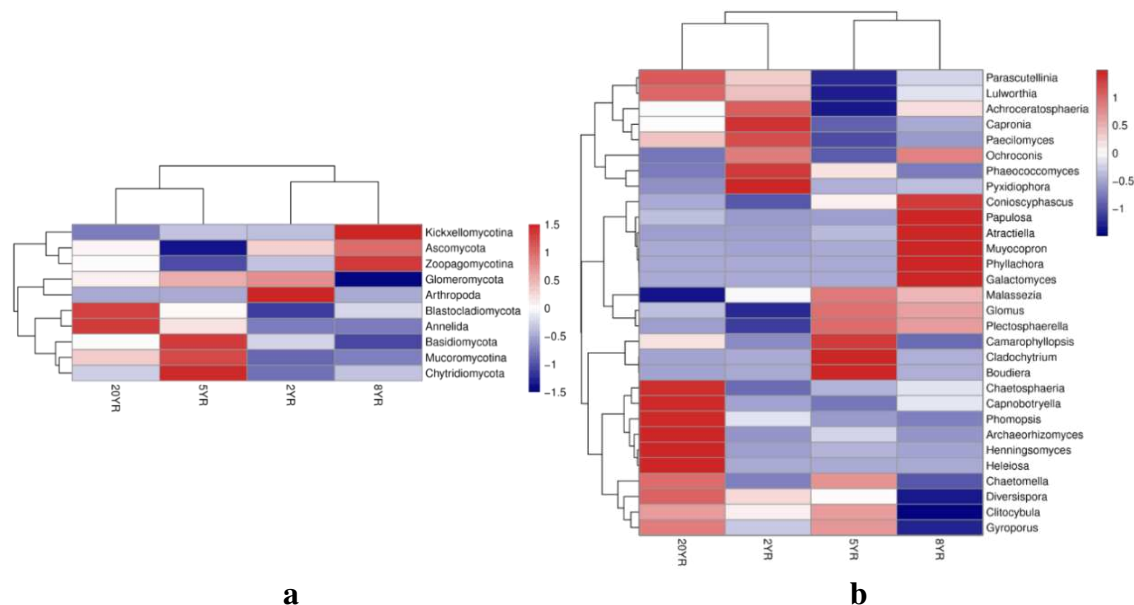 Kickxellomycotina
Ascomycota
Zoopagomycotina
Glomeromycota
Arthropoda
Blastocladiomycota
Annelida
Basidiomycota
Mucoromycotina
Chytridiomycota
20YR 5YR 2YR 8YR
1.5
1
0.5
0
−0.5
−1
−1.5
a
Parascutellinia
Lulworthia
Achroceratosphaeria
Capronia
Paecilomyces
Ochroconis
Phaeococcomyces
Pyxidiophora
Conioscyphascus
Papulosa
Atractiella
Muyocopron
Phyllachora
Galactomyces
Malassezia
Glomus
Plectosphaerella
Camarophyllopsis
Cladochytrium
Boudiera
Chaetosphaeria
Capnobotryella
Phomopsis
Archaeorhizomyces
Henningsomyces
Heleiosa
Chaetomella
Diversispora
Clitocybula
Gyroporus
20YR 2YR 5YR 8YR
1
0.5
0
−0.5
−1
b